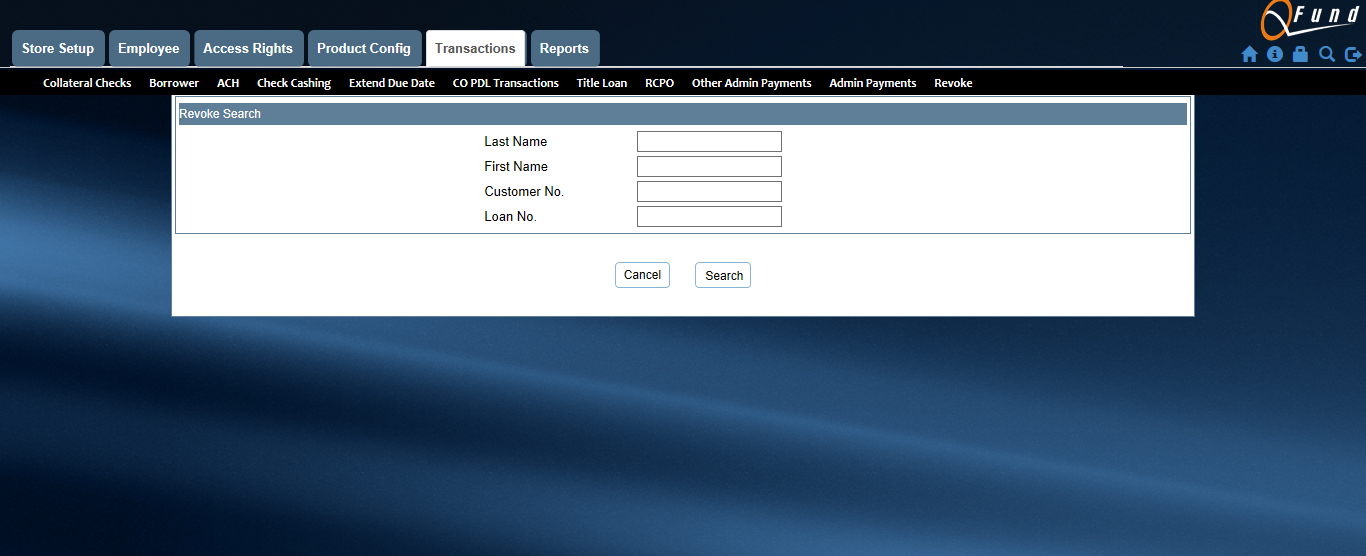 QFund
Store Setup Employee Access Rights Product Config Transactions Reports
Collateral Checks Borrower ACH Check Cashing Extend Due Date CO PDL Transactions Title Loan RCPO Other Admin Payments Admin Payments Revoke
Revoke Search
Last Name
First Name
Customer No.
Loan No.
Cancel Search